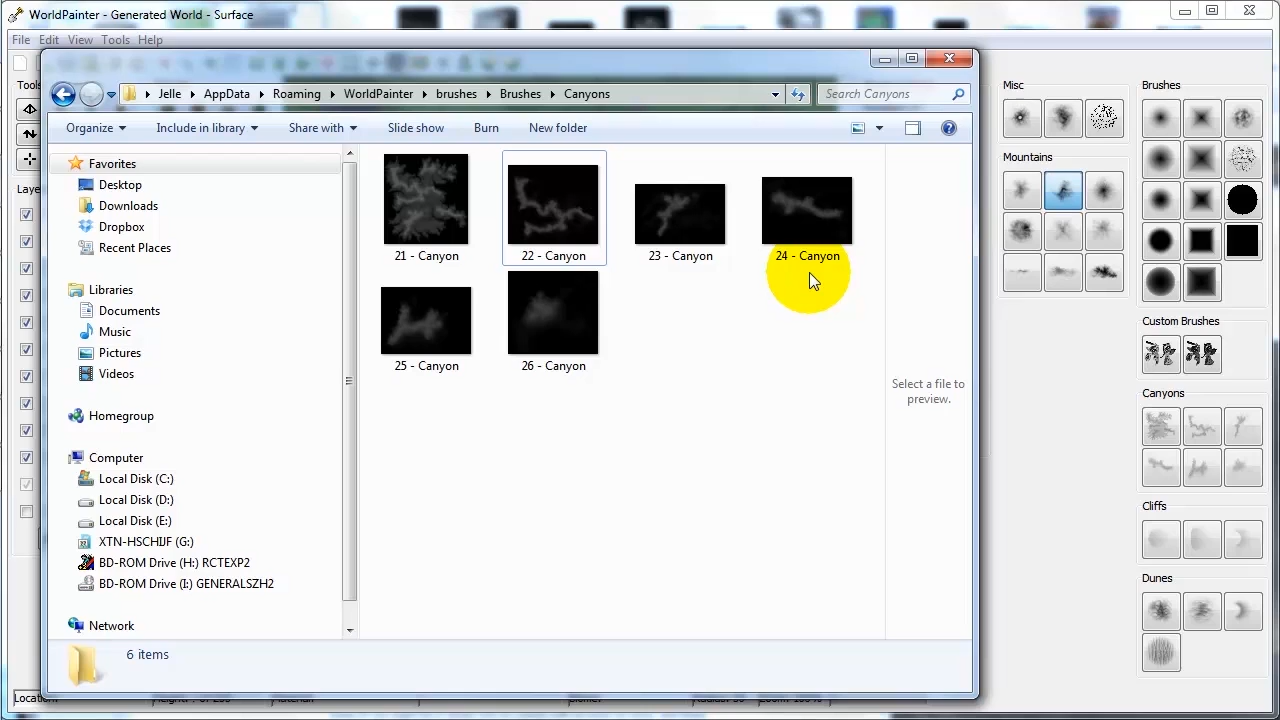 WorldPainter - Generated World - Surface
File Edit View Tools Help
Tools
Jelle AppData Roaming WorldPainter brushes Brushes Canyons
Search Canyons
Organize Include in library Share with Slide show Burn New folder
Favorites
Desktop
Downloads
Dropbox
Recent Places
Libraries
Documents
Music
Pictures
Videos
Homegroup
Computer
Local Disk (C:)
Local Disk (D:)
Local Disk (E:)
XTN-HSCHIJF (G:)
BD-ROM Drive (H:) RCTEXP2
BD-ROM Drive (I:) GENERALSZH2
Network
21 - Canyon
22 - Canyon
23 - Canyon
24 - Canyon
25 - Canyon
26 - Canyon
Select a file to
preview.
6 items
Laye
Misc
Mountains
Brushes
Custom Brushes
Canyons
Cliffs
Dunes